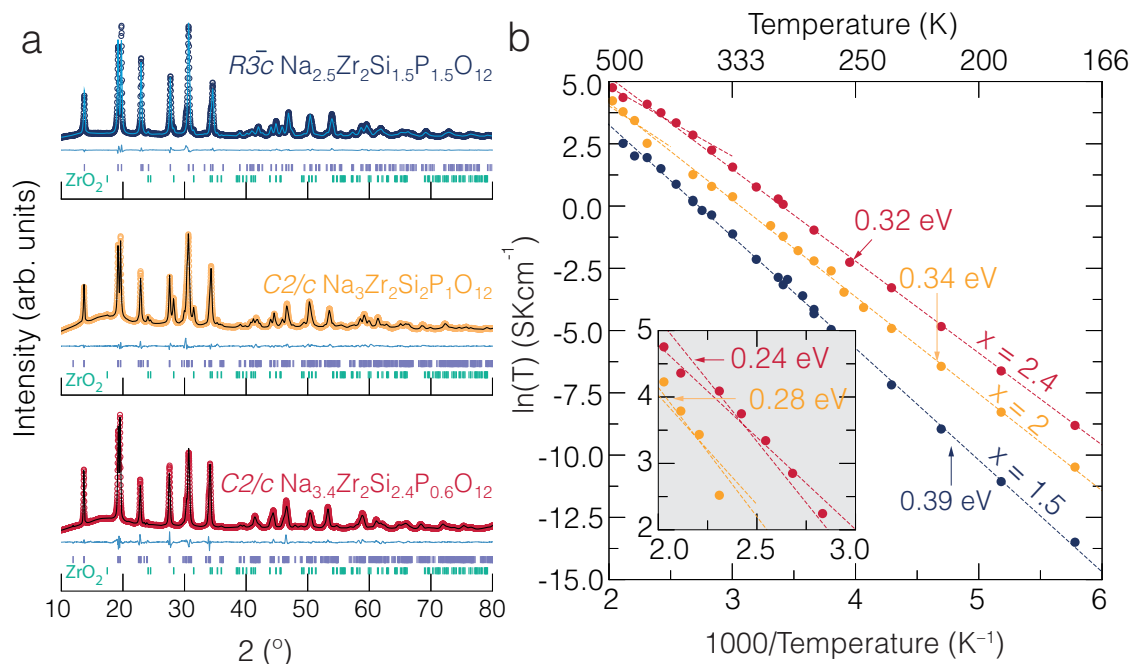 a
R3̄c Na2.5Zr2Si1.5P1.5O12
ZrO2
C2/c Na3Zr2Si2P1O12
ZrO2
C2/c Na3.4Zr2Si2.4P0.6O12
ZrO2
10 20 30 40 50 60 70 80
2 (°)
Intensity (arb. units)
b
Temperature (K)
500 333 250 200 166
5.0
2.5
0.0
-2.5
-5.0
-7.5
-10.0
-12.5
-15.0
ln(T) (SKcm⁻¹)
0.32 eV
0.34 eV
0.39 eV
x = 2.4
x = 2
x = 1.5
5
4
3
2
0.24 eV
0.28 eV
2.0 2.5 3.0
2 3 4 5 6
1000/Temperature (K⁻¹)